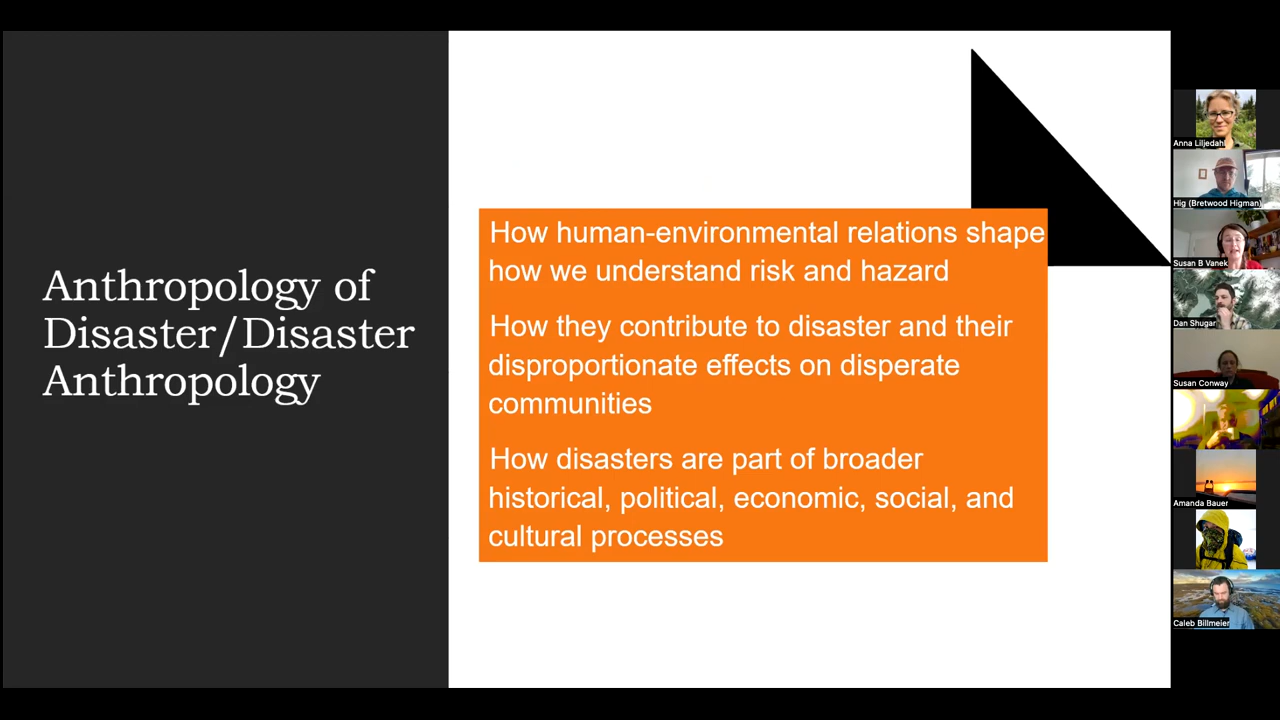 Anthropology of
Disaster/Disaster
Anthropology
How human-environmental relations shape
how we understand risk and hazard
How they contribute to disaster and their
disproportionate effects on disperate
communities
How disasters are part of broader
historical, political, economic, social, and
cultural processes
Anna Liljedahl
Hig (Bretwood Higman)
Susan B Vanek
Dan Shugar
Susan Conway
Amanda Bauer
Caleb Billmeier